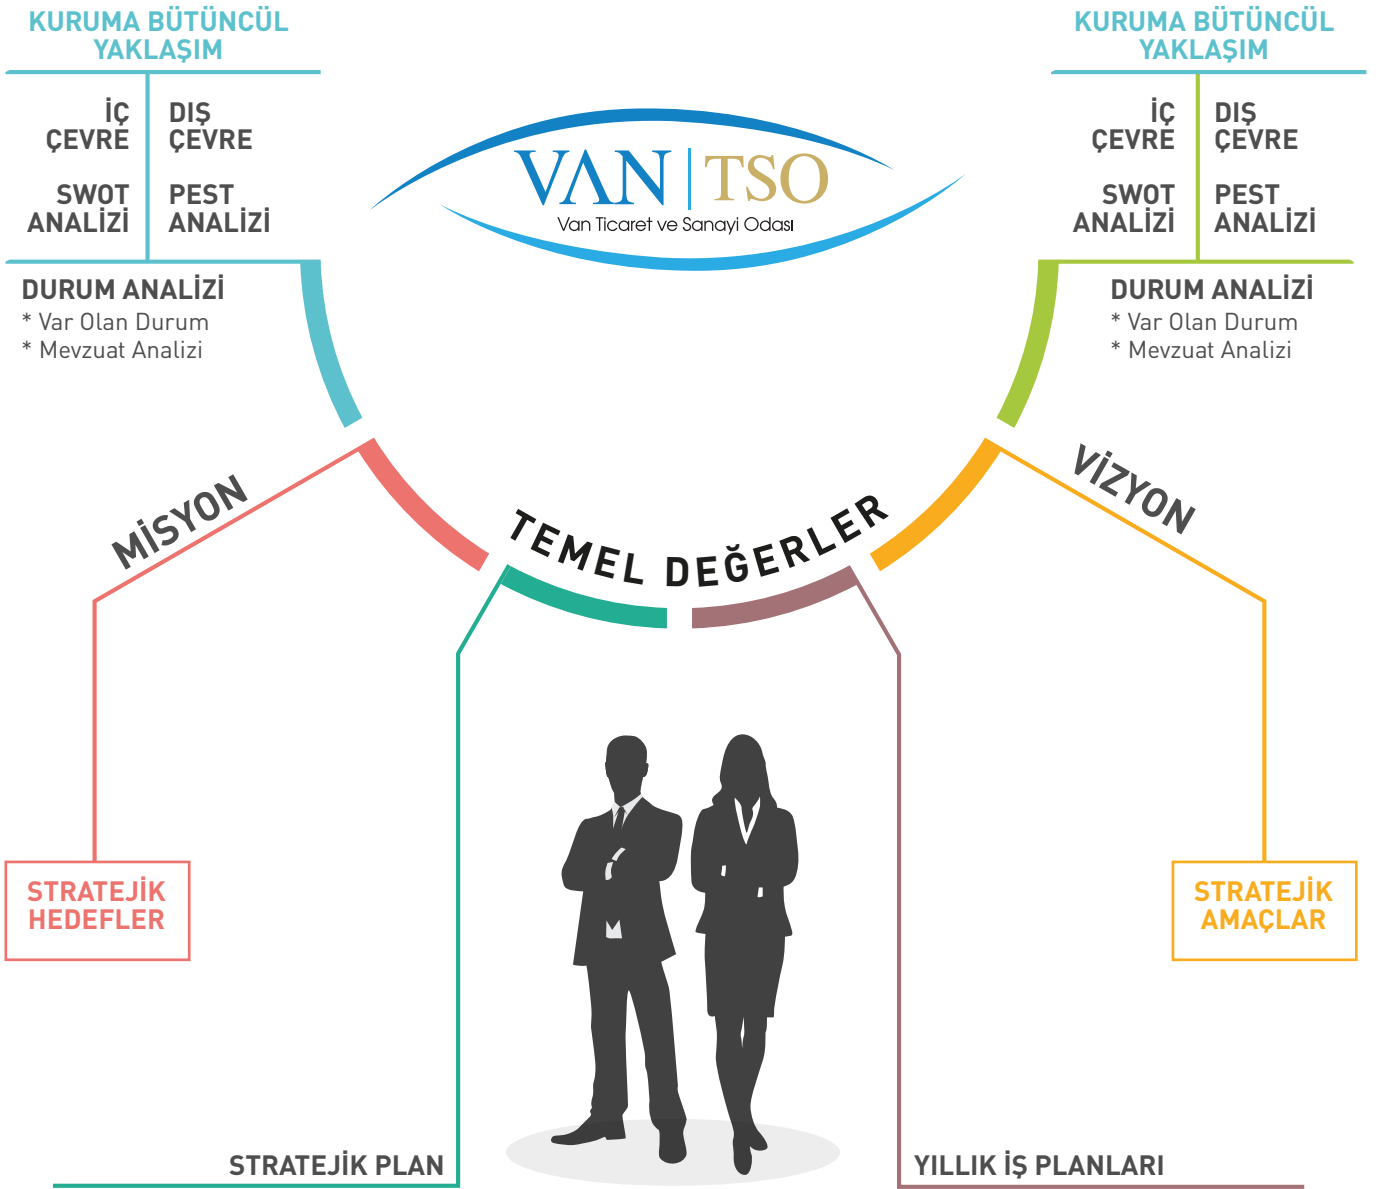 KURUMA BÜTÜNCÜL
YAKLAŞIM
İÇ
ÇEVRE
DIŞ
ÇEVRE
SWOT
ANALİZİ
PEST
ANALİZİ
DURUM ANALİZİ
* Var Olan Durum
* Mevzuat Analizi
VAN | TSO
Van Ticaret ve Sanayi Odası
KURUMA BÜTÜNCÜL
YAKLAŞIM
İÇ
ÇEVRE
DIŞ
ÇEVRE
SWOT
ANALİZİ
PEST
ANALİZİ
DURUM ANALİZİ
* Var Olan Durum
* Mevzuat Analizi
MİSYON
TEMEL DEĞERLER
VİZYON
STRATEJİK
HEDEFLER
STRATEJİK
AMAÇLAR
STRATEJİK PLAN
YILLIK İŞ PLANLARI